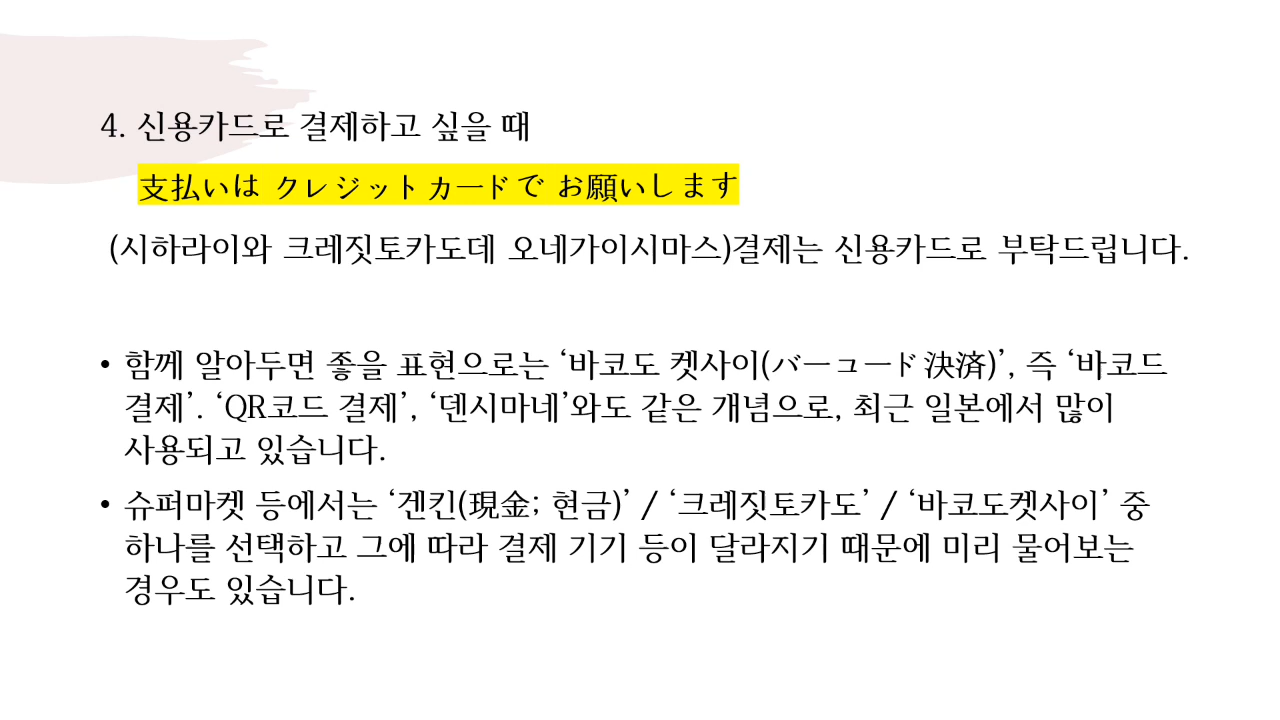 4. 신용카드로 결제하고 싶을 때
支払いは クレジットカードで お願いします
(시하라이와 크레짓토카도데 오네가이시마스)결제는 신용카드로 부탁드립니다.
• 함께 알아두면 좋을 표현으로는 ‘바코도 켓사이(バーユード決済)’, 즉 ‘바코드
결제’. ‘QR코드 결제’, ‘덴시마네’와도 같은 개념으로, 최근 일본에서 많이
사용되고 있습니다.
• 슈퍼마켓 등에서는 ‘겐킨(現金; 현금)’ / ‘크레짓토카도’ / ‘바코도켓사이’ 중
하나를 선택하고 그에 따라 결제 기기 등이 달라지기 때문에 미리 물어보는
경우도 있습니다.